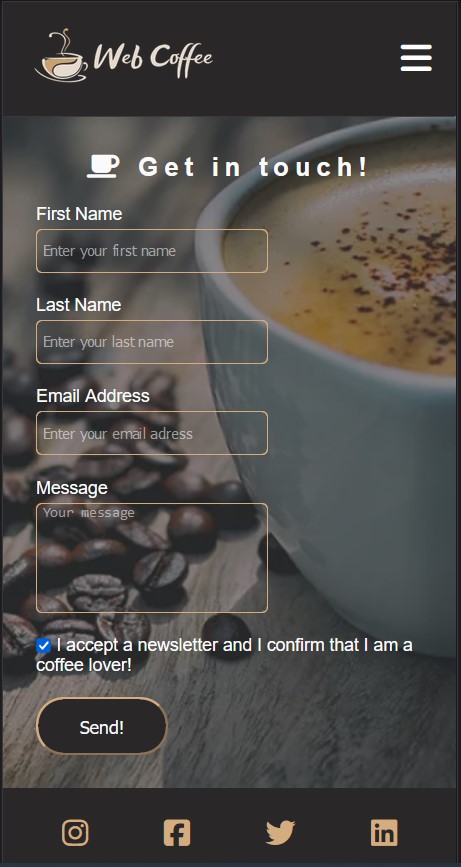 Web Coffee
Get in touch!
First Name
Enter your first name
Last Name
Enter your last name
Email Address
Enter your email adress
Message
Your message
I accept a newsletter and I confirm that I am a
coffee lover!
Send!